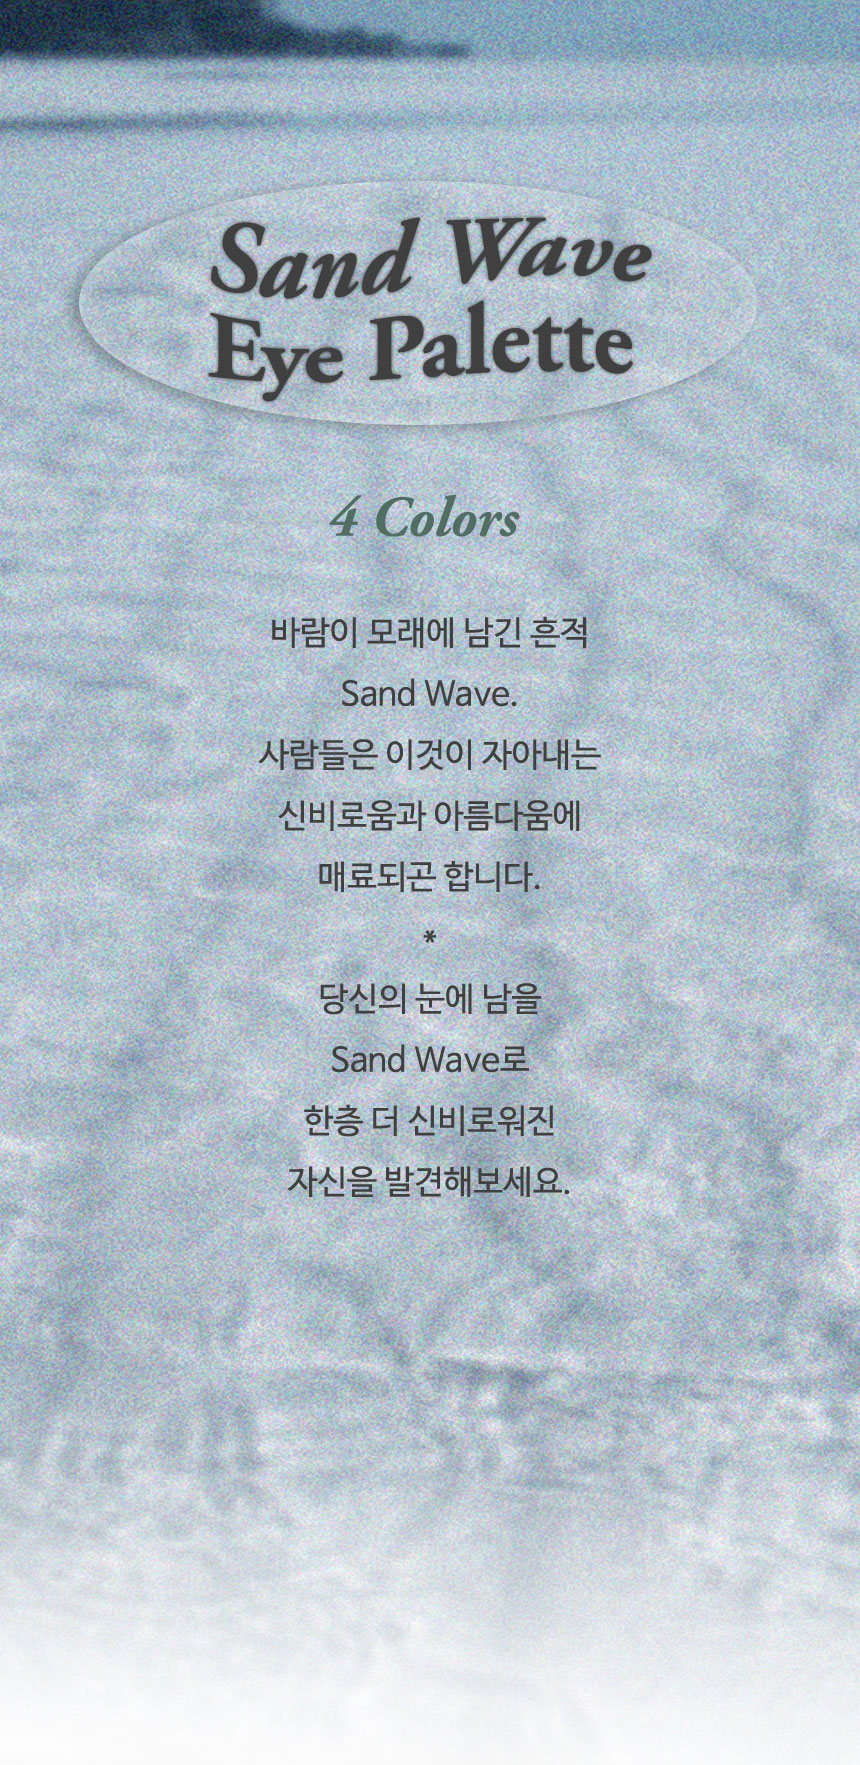 Sand Wave
Eye Palette
4 Colors
바람이 모래에 남긴 흔적
Sand Wave.
사람들은 이것이 자아내는
신비로움과 아름다움에
매료되곤 합니다.
*
당신의 눈에 남을
Sand Wave로
한층 더 신비로워진
자신을 발견해보세요.